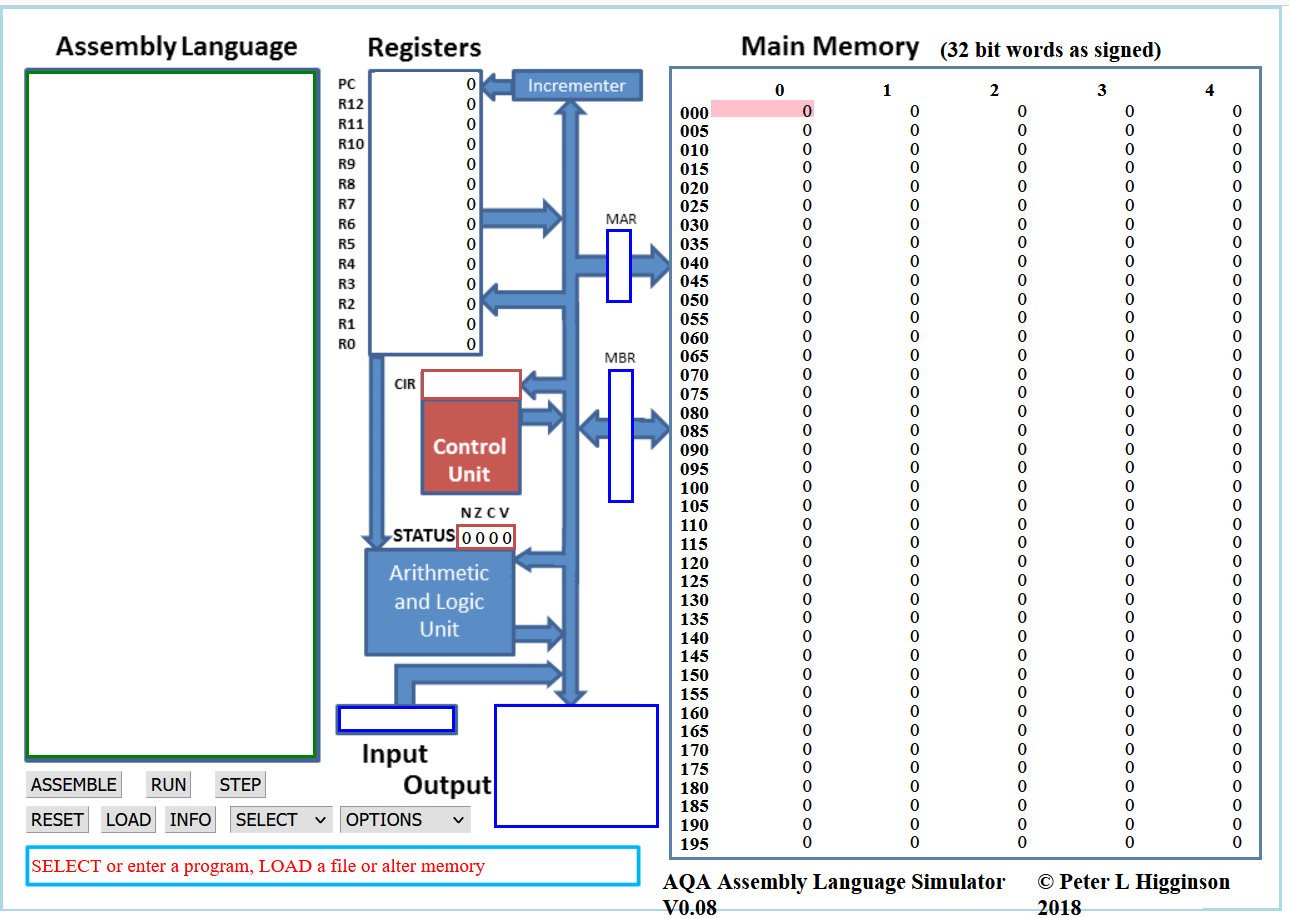 Assembly Language
Registers
Main Memory (32 bit words as signed)
PC 0
R12 0
R11 0
R10 0
R9 0
R8 0
R7 0
R6 0
R5 0
R4 0
R3 0
R2 0
R1 0
R0 0
Incrementer
MAR
MBR
CIR
Control
Unit
N Z C V
STATUS 0 0 0 0
Arithmetic
and Logic
Unit
Input
Output
0 1 2 3 4
000 0 0 0 0 0
005 0 0 0 0 0
010 0 0 0 0 0
015 0 0 0 0 0
020 0 0 0 0 0
025 0 0 0 0 0
030 0 0 0 0 0
035 0 0 0 0 0
040 0 0 0 0 0
045 0 0 0 0 0
050 0 0 0 0 0
055 0 0 0 0 0
060 0 0 0 0 0
065 0 0 0 0 0
070 0 0 0 0 0
075 0 0 0 0 0
080 0 0 0 0 0
085 0 0 0 0 0
090 0 0 0 0 0
095 0 0 0 0 0
100 0 0 0 0 0
105 0 0 0 0 0
110 0 0 0 0 0
115 0 0 0 0 0
120 0 0 0 0 0
125 0 0 0 0 0
130 0 0 0 0 0
135 0 0 0 0 0
140 0 0 0 0 0
145 0 0 0 0 0
150 0 0 0 0 0
155 0 0 0 0 0
160 0 0 0 0 0
165 0 0 0 0 0
170 0 0 0 0 0
175 0 0 0 0 0
180 0 0 0 0 0
185 0 0 0 0 0
190 0 0 0 0 0
195 0 0 0 0 0
ASSEMBLE RUN STEP
RESET LOAD INFO SELECT OPTIONS
SELECT or enter a program, LOAD a file or alter memory
AQA Assembly Language Simulator
V0.08
© Peter L Higginson
2018